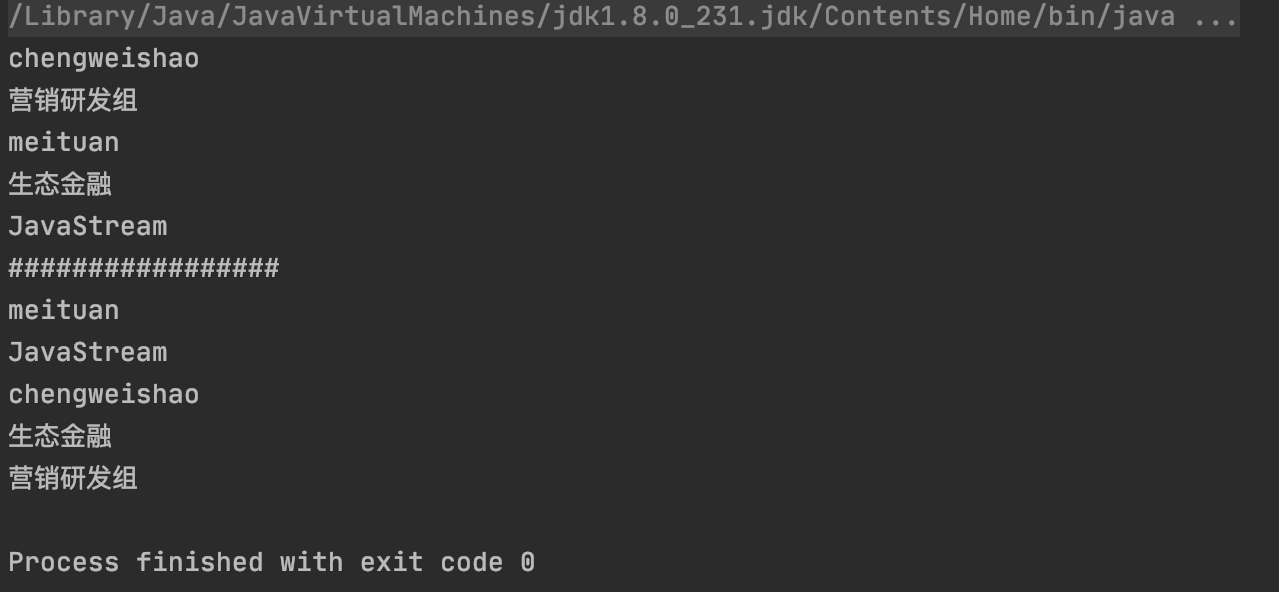 /Library/Java/JavaVirtualMachines/jdk1.8.0_231.jdk/Contents/Home/bin/java ...
chengweishao
营销研发组
meituan
生态金融
JavaStream
#################
meituan
JavaStream
chengweishao
生态金融
营销研发组
Process finished with exit code 0